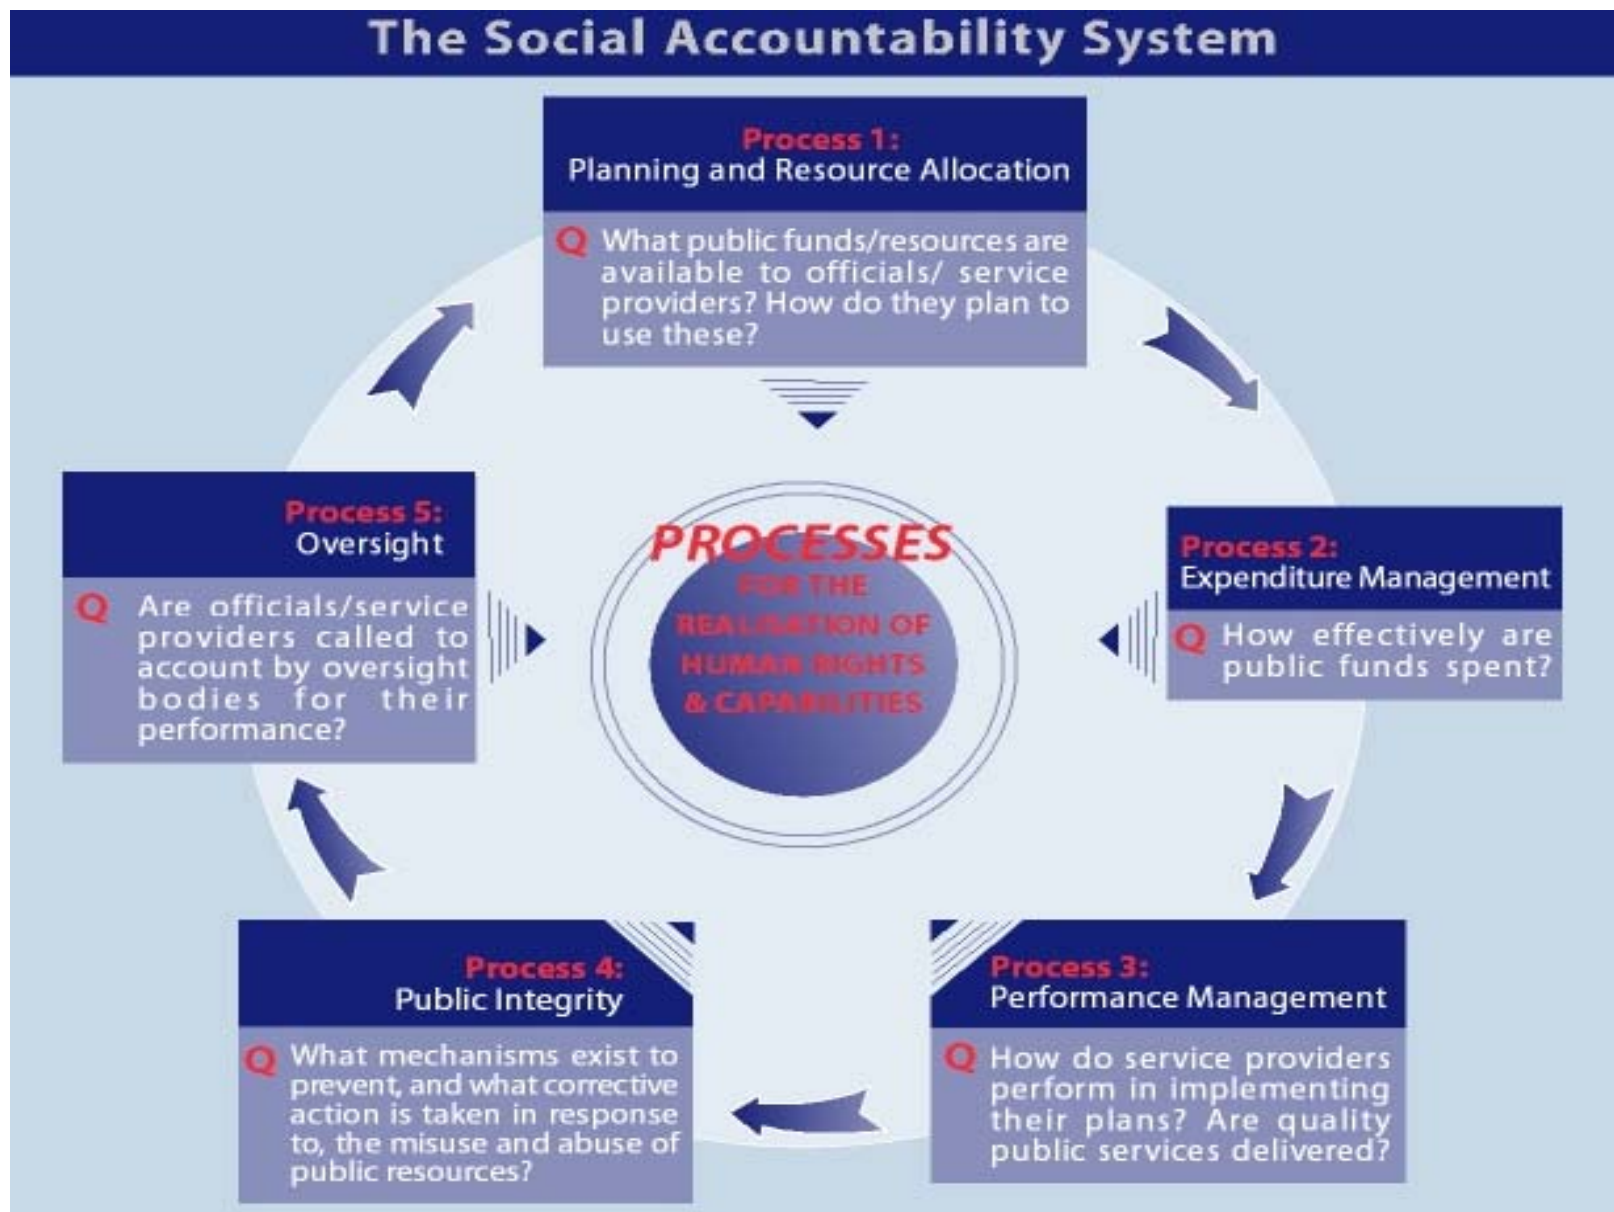 The Social Accountability System
Process 1:
Planning and Resource Allocation
Q What public funds/resources are
available to officials/ service
providers? How do they plan to
use these?
Process 2:
Expenditure Management
Q How effectively are
public funds spent?
Process 3:
Performance Management
Q How do service providers
perform in implementing
their plans? Are quality
public services delivered?
Process 4:
Public Integrity
Q What mechanisms exist to
prevent, and what corrective
action is taken in response
to, the misuse and abuse of
public resources?
Process 5:
Oversight
Q Are officials/service
providers called to
account by oversight
bodies for their
performance?
PROCESSES
FOR THE
REALISATION OF
HUMAN RIGHTS
& CAPABILITIES